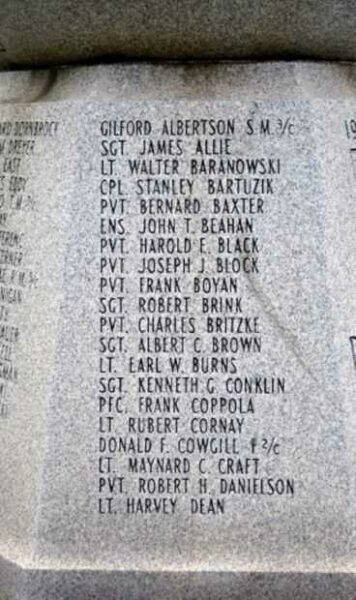 DREYER
EAST
EDDY
GILFORD ALBERTSON S.M. 3/c
SGT. JAMES ALLIE
LT. WALTER BARANOWSKI
CPL STANLEY BARTUZIK
PVT. BERNARD BAXTER
ENS. JOHN T. BEAHAN
PVT. HAROLD E. BLACK
PVT. JOSEPH J. BLOCK
PVT. FRANK BOYAN
SGT. ROBERT BRINK
PVT. CHARLES BRITZKE
SGT. ALBERT C. BROWN
LT. EARL W. BURNS
SGT. KENNETH G. CONKLIN
PFC. FRANK COPPOLA
LT. RUBERT CORNAY
DONALD F. COWGILL F 2/c
LT. MAYNARD C. CRAFT
PVT. ROBERT H. DANIELSON
LT. HARVEY DEAN